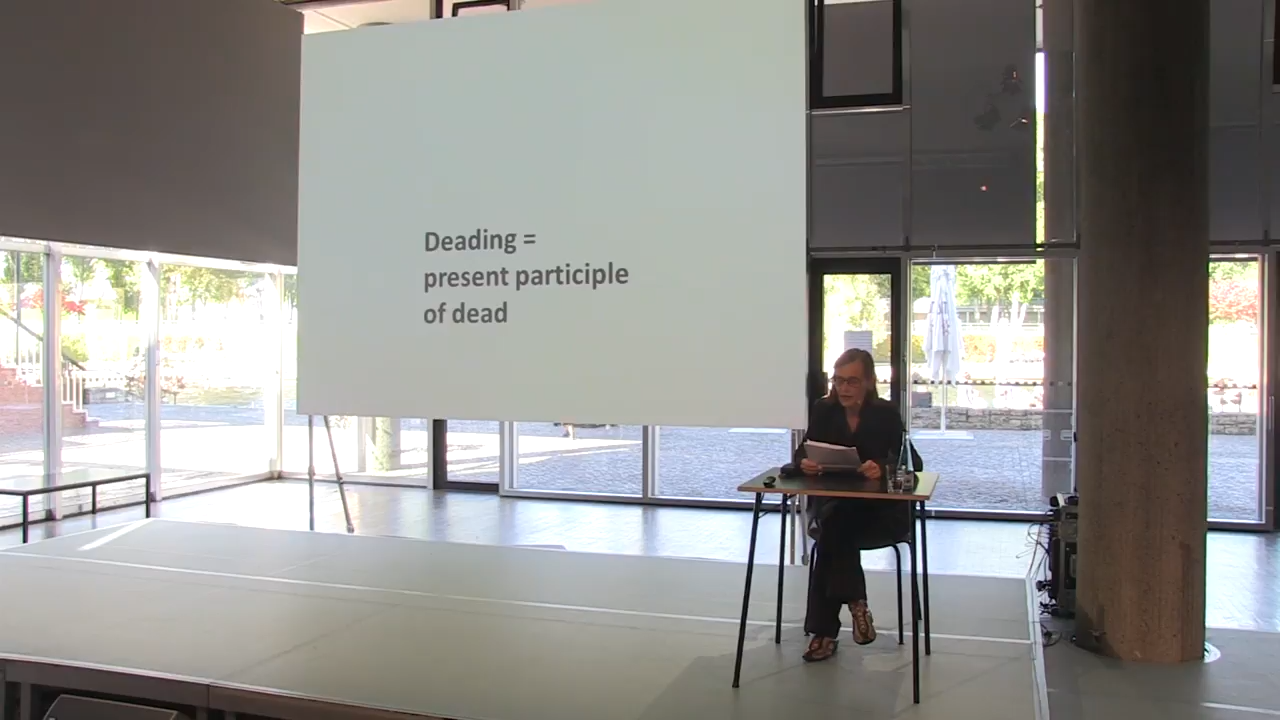 Deading =
present participle
of dead